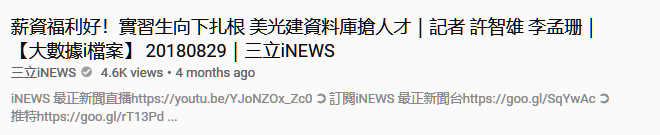 薪資福利好！實習生向下扎根 美光建資料庫搶人才｜記者 許智雄 李孟珊｜
【大數據i檔案】 20180829｜三立iNEWS
三立iNEWS 4.6K views • 4 months ago
iNEWS 最正新聞直播https://youtu.be/YJoNZOx_Zc0 ➲ 訂閱iNEWS 最正新聞台https://goo.gl/SqYwAc ➲
推特https://goo.gl/rT13Pd ...